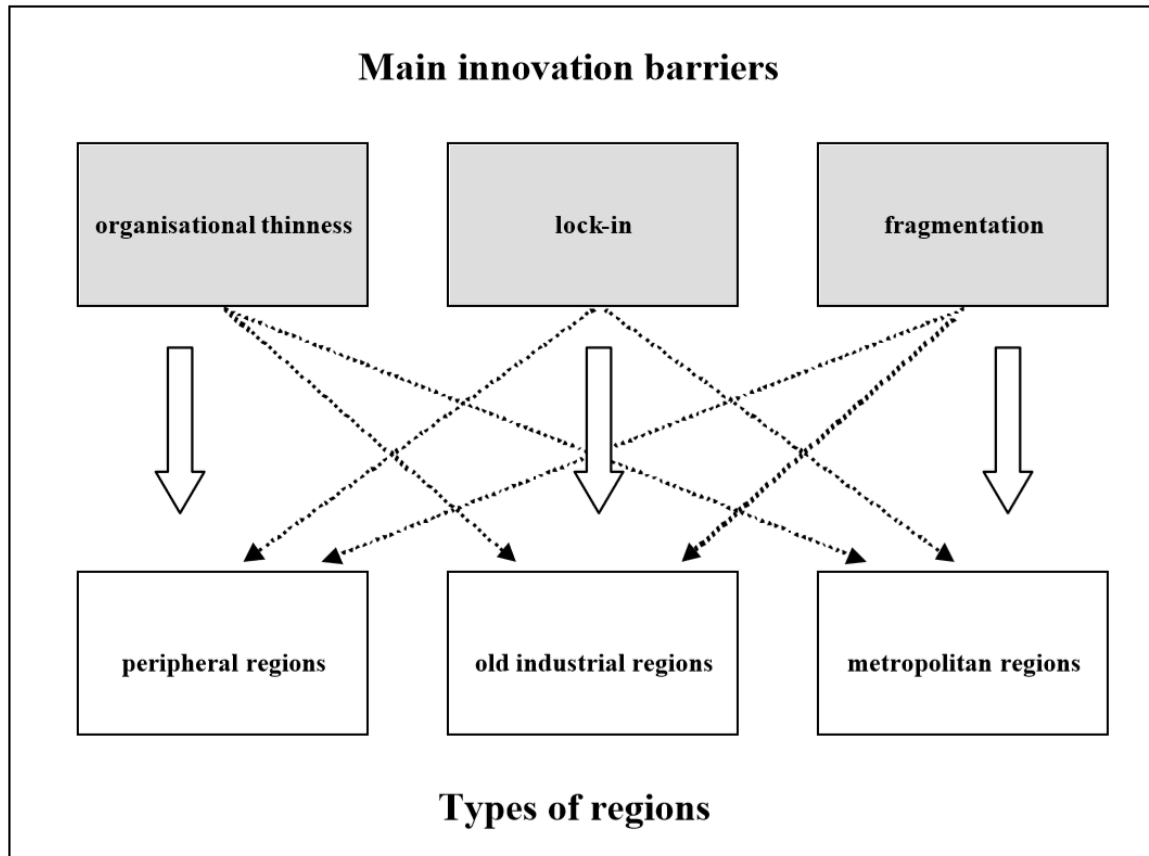 Main innovation barriers
organisational thinness
lock-in
fragmentation
peripheral regions
old industrial regions
metropolitan regions
Types of regions